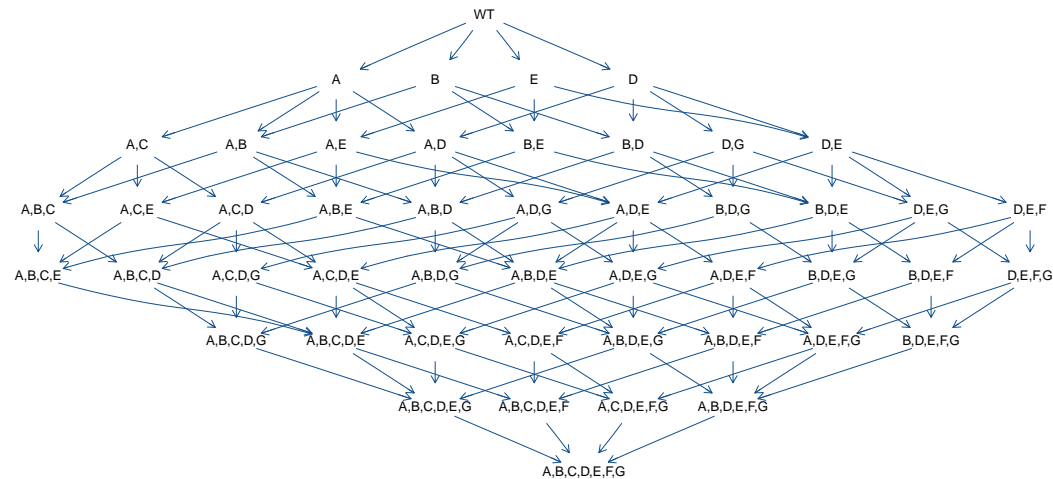 WT
A B E D
A,C A,B A,E A,D B,E B,D D,G D,E
A,B,C A,C,E A,C,D A,B,E A,B,D A,D,G A,D,E B,D,G B,D,E D,E,G D,E,F
A,B,C,E A,B,C,D A,C,D,G A,C,D,E A,B,D,G A,B,D,E A,D,E,G A,D,E,F B,D,E,G B,D,E,F D,E,F,G
A,B,C,D,G A,B,C,D,E A,C,D,E,G A,C,D,E,F A,B,D,E,G A,B,D,E,F A,D,E,F,G B,D,E,F,G
A,B,C,D,E,G A,B,C,D,E,F A,C,D,E,F,G A,B,D,E,F,G
A,B,C,D,E,F,G